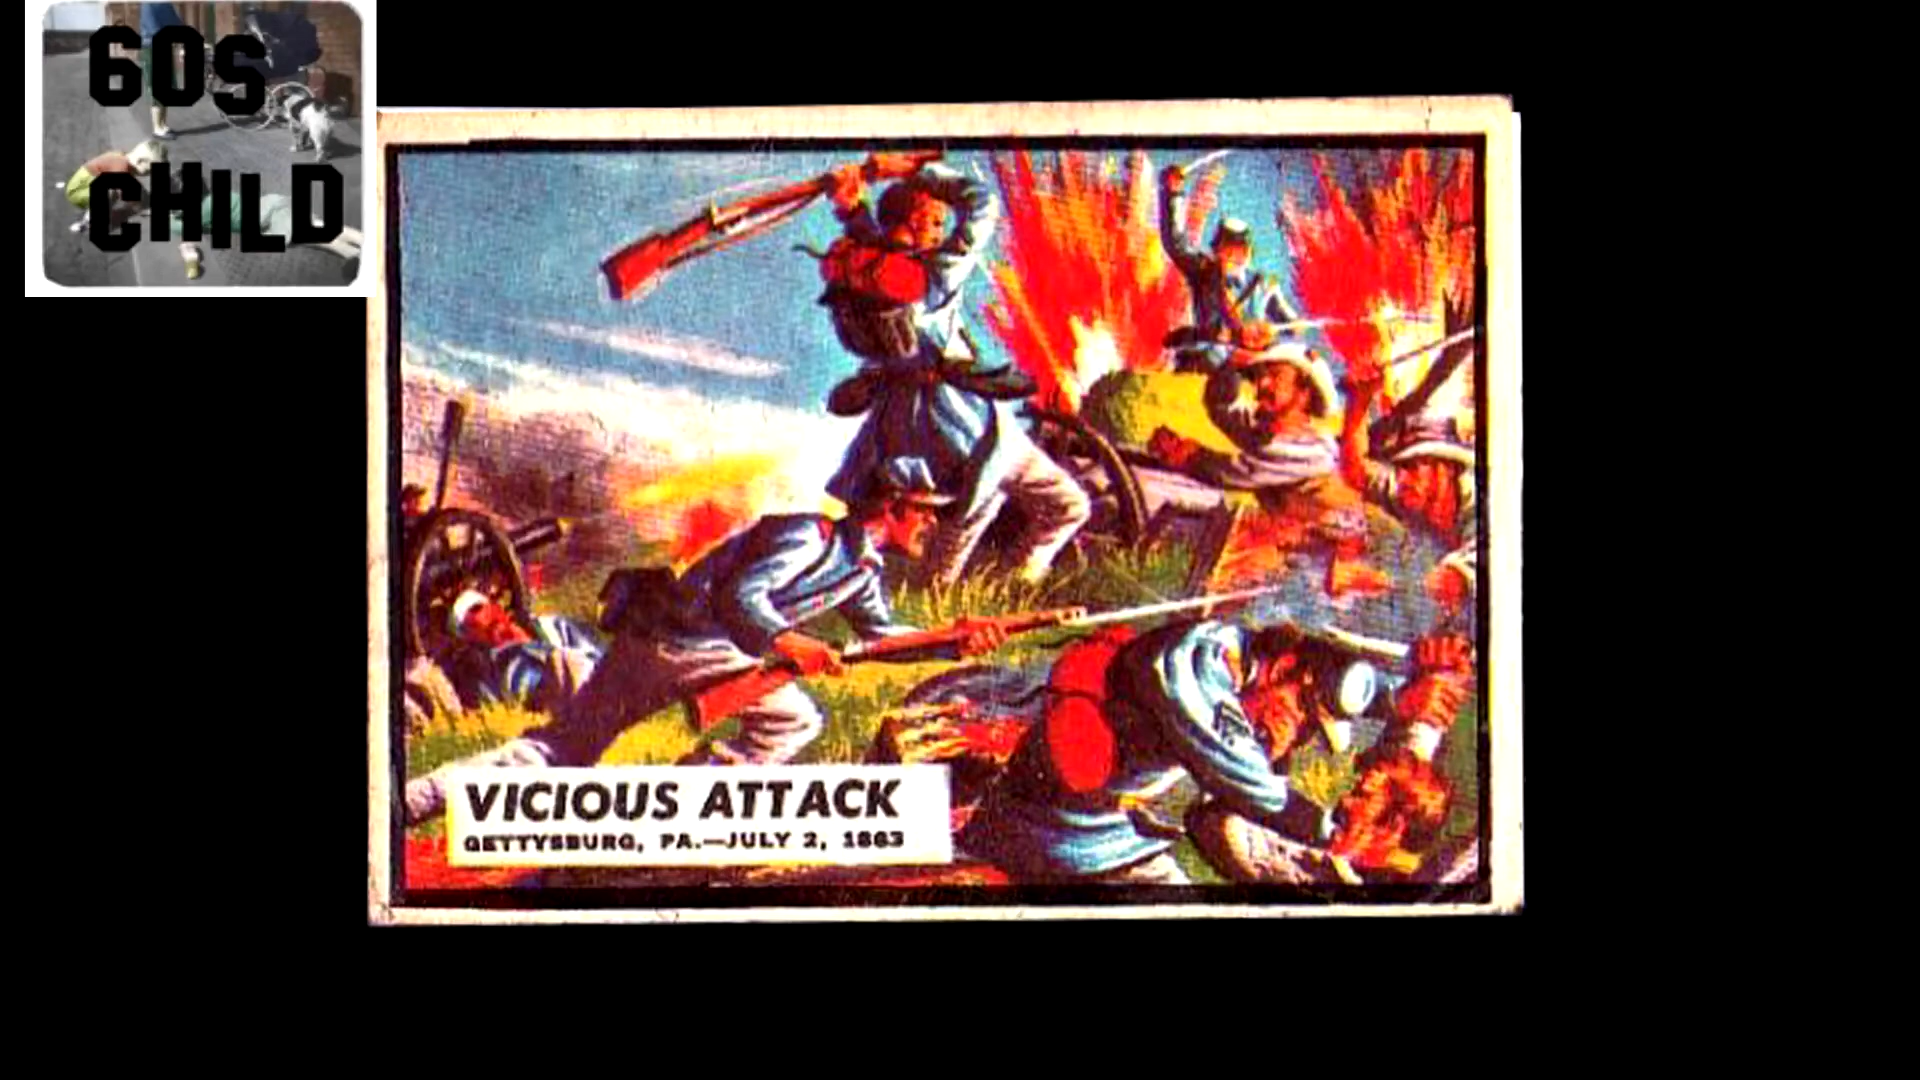 60S
CHILD
VICIOUS ATTACK
GETTYSBURG, PA.—JULY 2, 1863